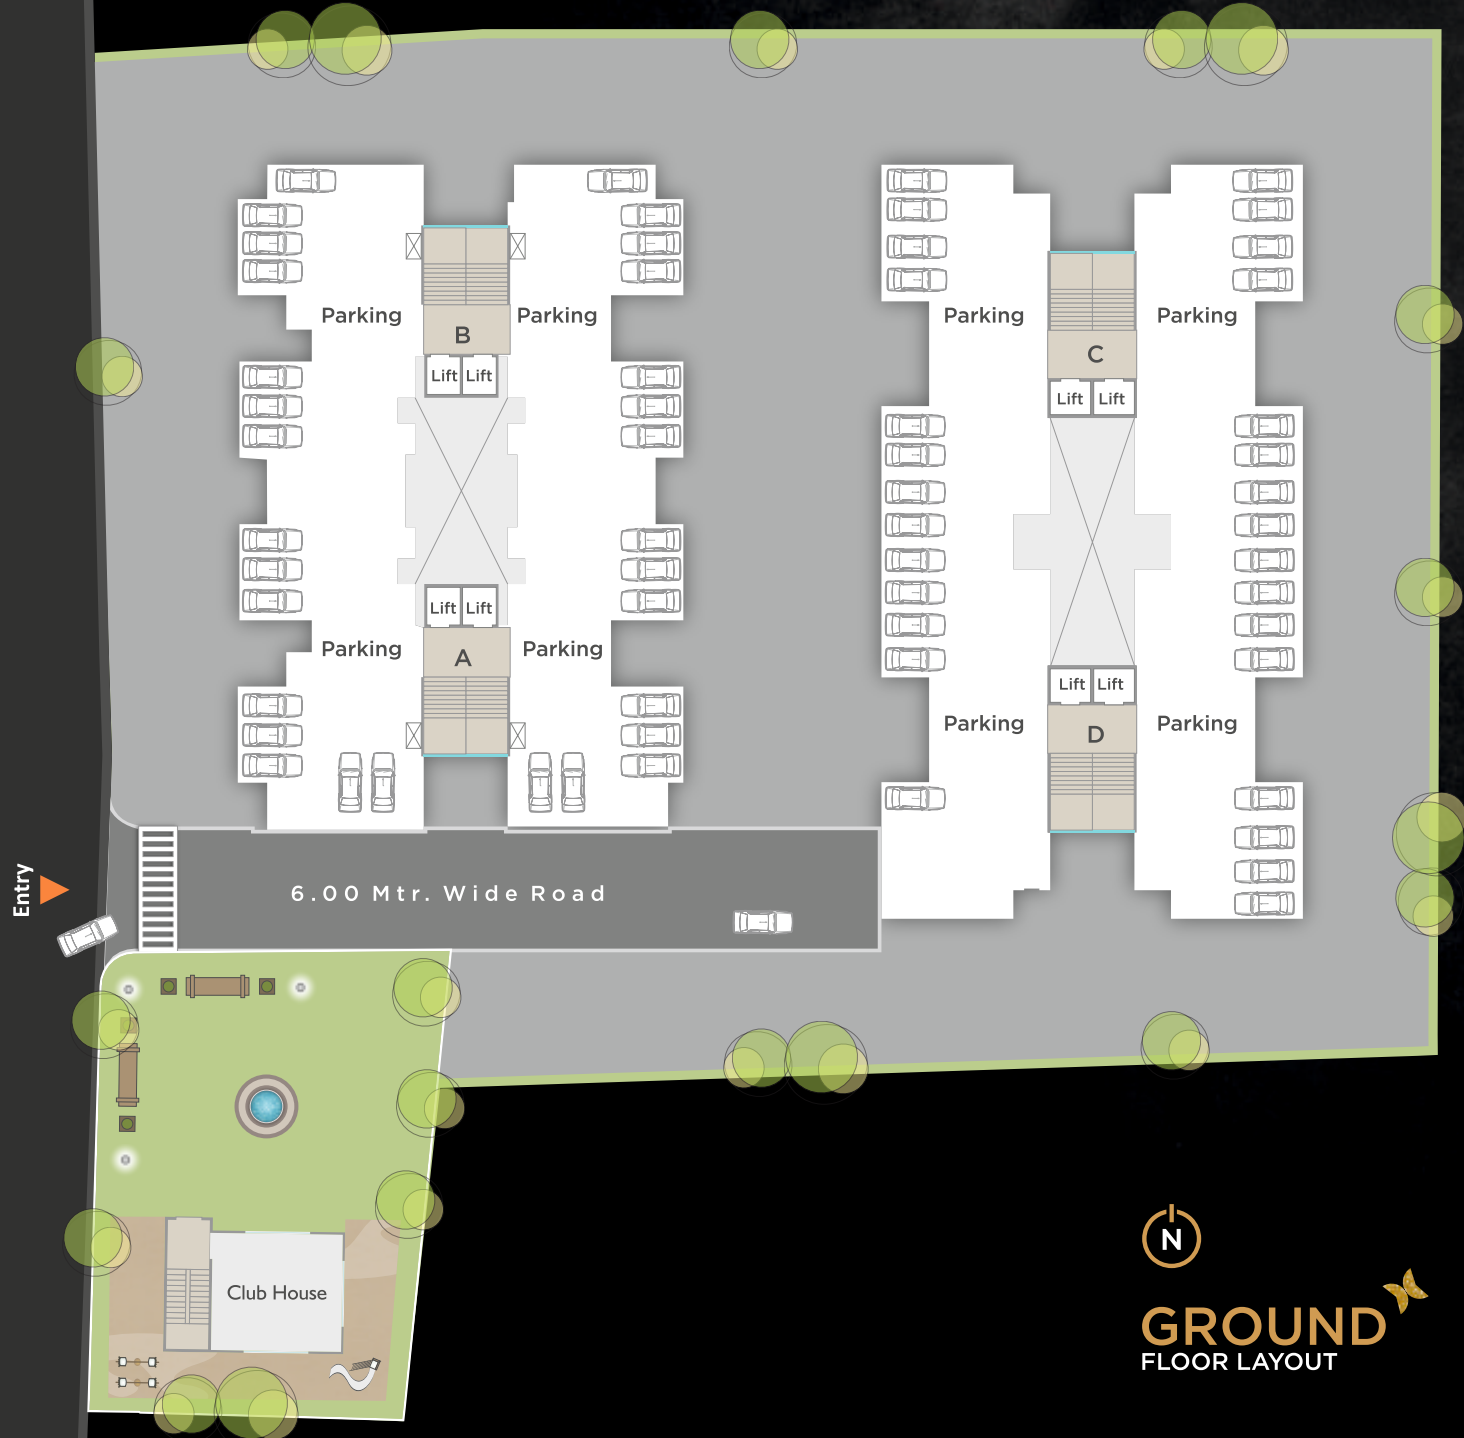 Parking
Parking
Parking
Parking
B
C
Lift Lift
Lift Lift
Lift Lift
Parking
Parking
A
Lift Lift
Parking
Parking
D
Entry
6.00 Mtr. Wide Road
Club House
N
GROUND
FLOOR LAYOUT